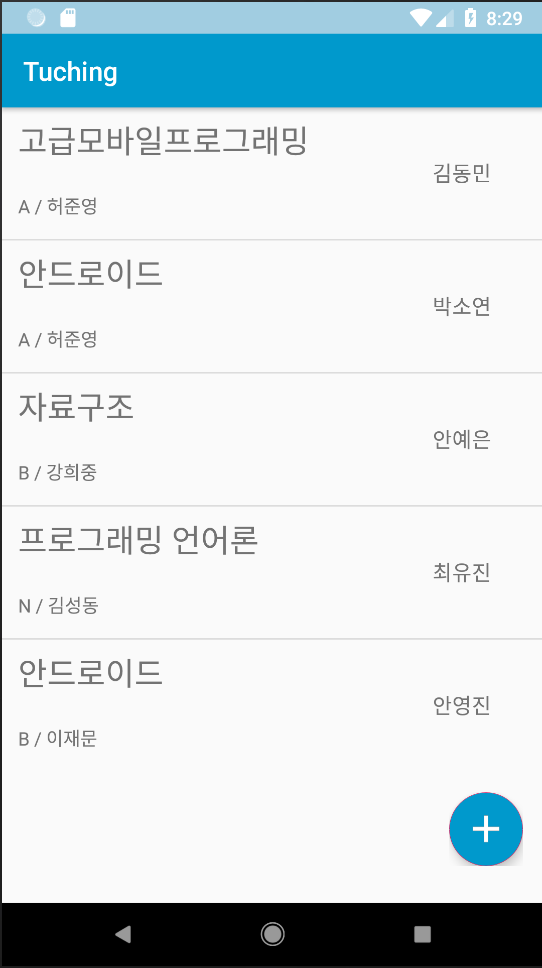 8:29
Tuching
고급모바일프로그래밍
김동민
A / 허준영
안드로이드
박소연
A / 허준영
자료구조
안예은
B / 강희중
프로그래밍 언어론
최유진
N / 김성동
안드로이드
안영진
B / 이재문